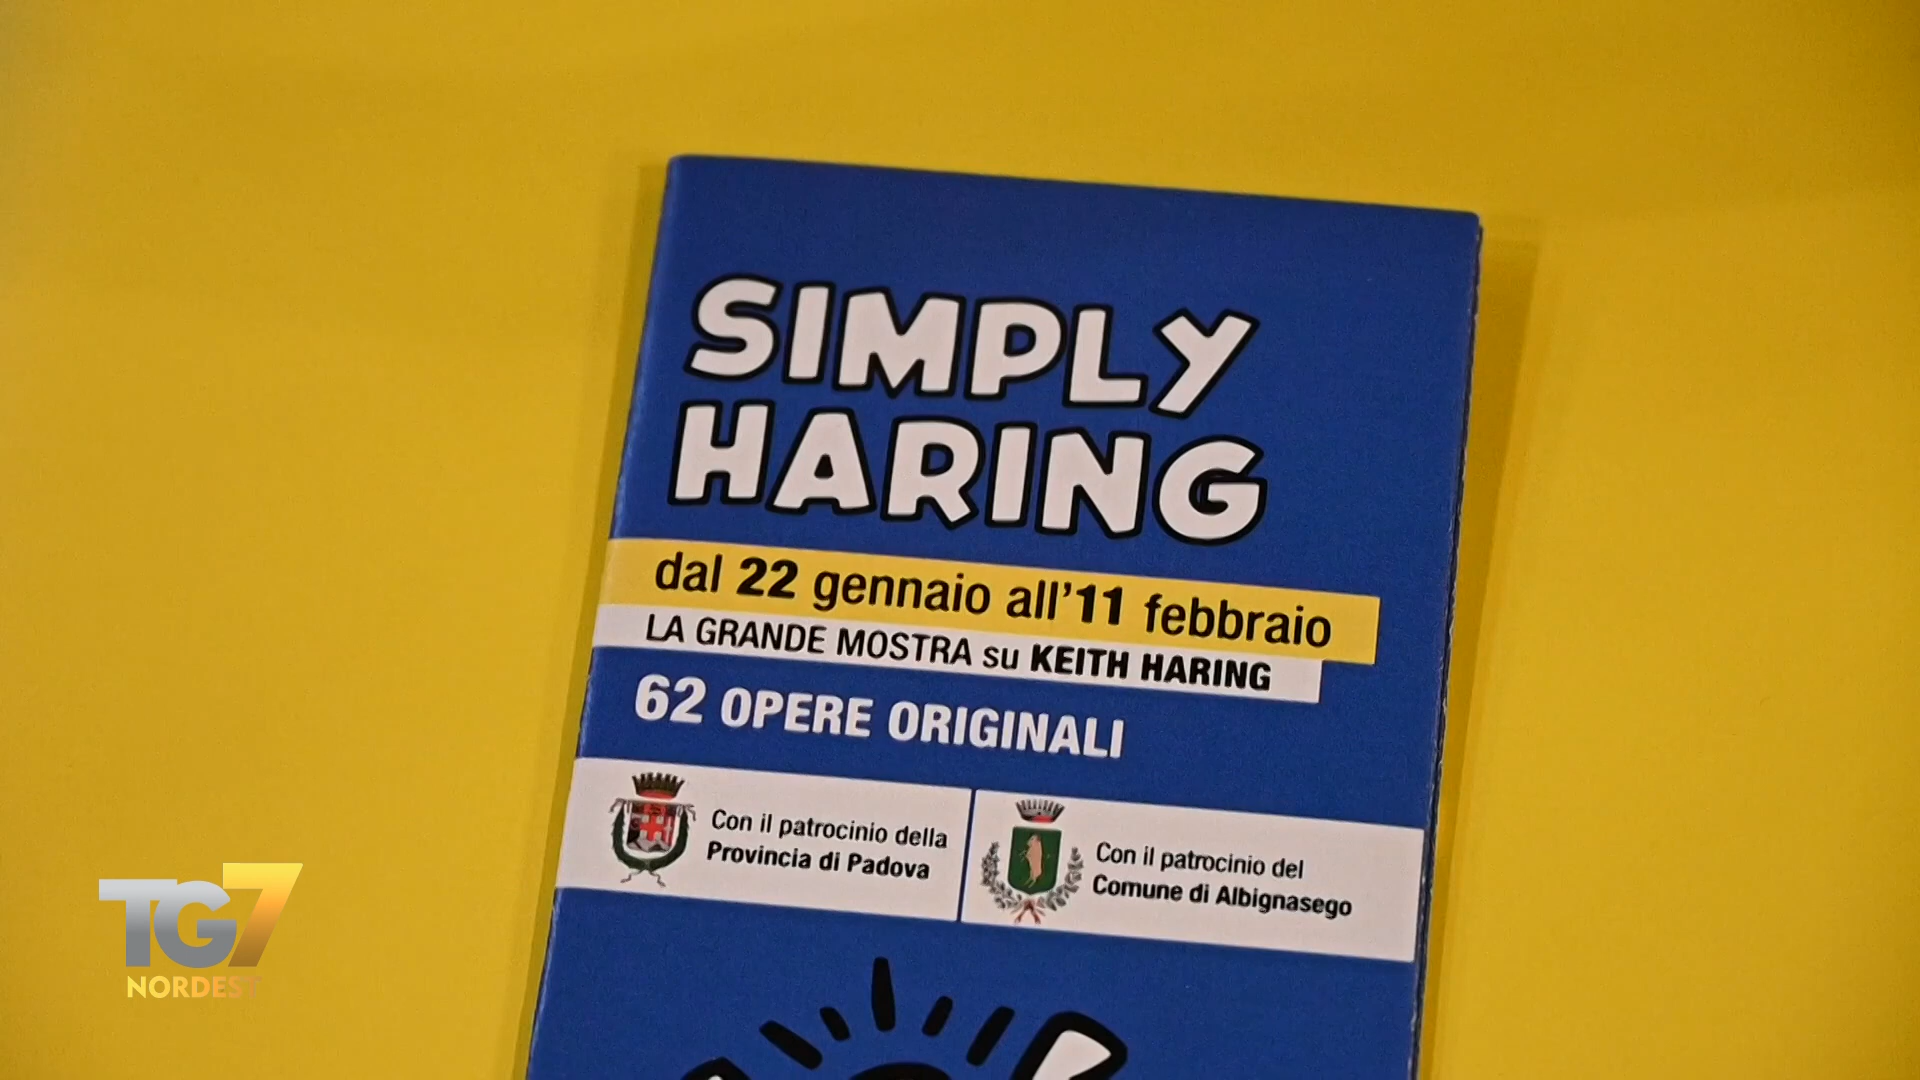 SIMPLY
HARING
dal 22 gennaio all'11 febbraio
LA GRANDE MOSTRA su KEITH HARING
62 OPERE ORIGINALI
Con il patrocinio della
Provincia di Padova
Con il patrocinio del
Comune di Albignasego
TG7
NORDEST